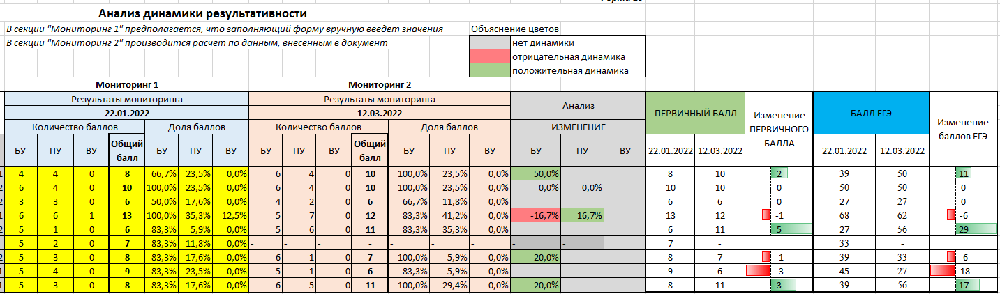 Анализ динамики результативности
В секции "Мониторинг 1" предполагается, что заполняющий форму вручную введет значения Объяснение цветов
В секции "Мониторинг 2" производится расчет по данным, внесенным в документ нет динамики
отрицательная динамика
положительная динамика
Мониторинг 1 Мониторинг 2
Результаты мониторинга Результаты мониторинга Анализ ПЕРВИЧНЫЙ БАЛЛ Изменение ПЕРВИЧНОГО БАЛЛА БАЛЛ ЕГЭ Изменение баллов ЕГЭ
22.01.2022 12.03.2022
Количество баллов Доля баллов Количество баллов Доля баллов ИЗМЕНЕНИЕ
БУ ПУ ВУ Общий балл БУ ПУ ВУ БУ ПУ ВУ Общий балл БУ ПУ ВУ БУ ПУ ВУ 22.01.2022 12.03.2022 22.01.2022 12.03.2022
1 4 4 0 8 66,7% 23,5% 0,0% 6 4 0 10 100,0% 23,5% 0,0% 50,0% 8 10 2 39 50 11
2 6 4 0 10 100,0% 23,5% 0,0% 6 4 0 10 100,0% 23,5% 0,0% 0,0% 0,0% 10 10 0 50 50 0
2 3 3 0 6 50,0% 17,6% 0,0% 4 2 0 6 66,7% 11,8% 0,0% 6 6 0 27 27 0
1 6 6 1 13 100,0% 35,3% 12,5% 5 7 0 12 83,3% 41,2% 0,0% -16,7% 16,7% 13 12 -1 68 62 -6
2 5 1 0 6 83,3% 5,9% 0,0% 5 6 0 11 83,3% 35,3% 0,0% 6 11 5 27 56 29
5 2 0 7 83,3% 11,8% 0,0% - - - - - - - - - 7 - 33 -
2 5 3 0 8 83,3% 17,6% 0,0% 6 1 0 7 100,0% 5,9% 0,0% 20,0% 8 7 -1 39 33 -6
1 5 4 0 9 83,3% 23,5% 0,0% 5 1 0 6 83,3% 5,9% 0,0% 9 6 -3 45 27 -18
1 5 3 0 8 83,3% 17,6% 0,0% 6 5 0 11 100,0% 29,4% 0,0% 20,0% 8 11 3 39 56 17